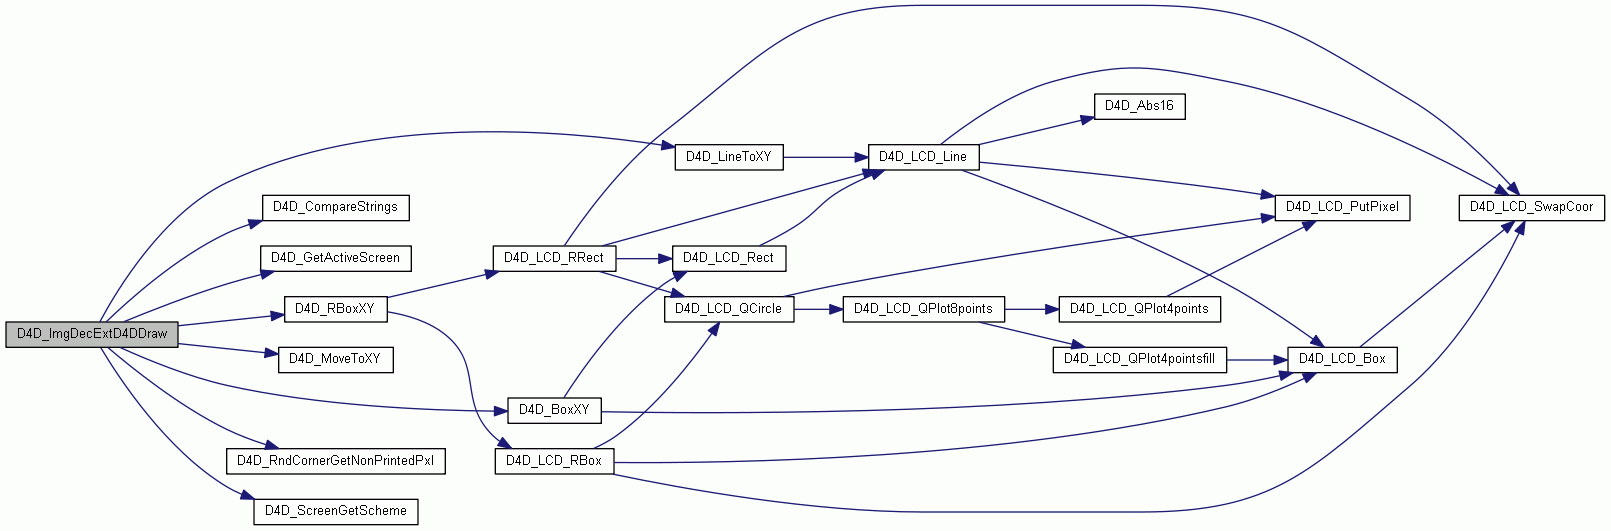 D4D_ImgDecExtD4DDraw
D4D_LineToXY
D4D_CompareStrings
D4D_GetActiveScreen
D4D_RBoxXY
D4D_MoveToXY
D4D_BoxXY
D4D_RndCornerGetNonPrintedPxl
D4D_ScreenGetScheme
D4D_LCD_RRect
D4D_LCD_RBox
D4D_LCD_Rect
D4D_LCD_QCircle
D4D_LCD_Line
D4D_LCD_QPlot8points
D4D_Abs16
D4D_LCD_QPlot4points
D4D_LCD_QPlot4pointsfill
D4D_LCD_PutPixel
D4D_LCD_Box
D4D_LCD_SwapCoor